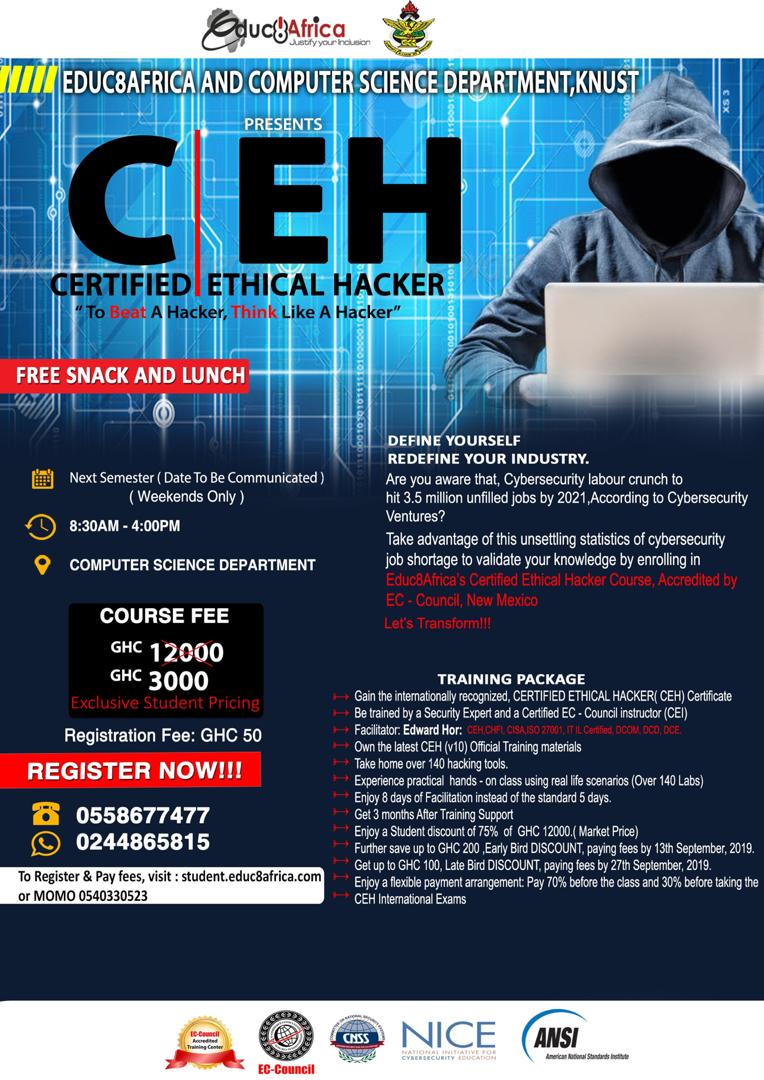 Educ8Africa
Justify your Inclusion
EDUC8AFRICA AND COMPUTER SCIENCE DEPARTMENT,KNUST
PRESENTS
C|EH
CERTIFIED ETHICAL HACKER
“To Beat A Hacker, Think Like A Hacker”
FREE SNACK AND LUNCH
Next Semester ( Date To Be Communicated )
( Weekends Only )
8:30AM - 4:00PM
COMPUTER SCIENCE DEPARTMENT
COURSE FEE
GHC 12000
GHC 3000
Exclusive Student Pricing
Registration Fee: GHC 50
REGISTER NOW!!!
0558677477
0244865815
To Register & Pay fees, visit : student.educ8africa.com
or MOMO 0540330523
DEFINE YOURSELF
REDEFINE YOUR INDUSTRY.
Are you aware that, Cybersecurity labour crunch to
hit 3.5 million unfilled jobs by 2021,According to Cybersecurity
Ventures?
Take advantage of this unsettling statistics of cybersecurity
job shortage to validate your knowledge by enrolling in
Educ8Africa's Certified Ethical Hacker Course, Accredited by
EC - Council, New Mexico
Let's Transform!!!
TRAINING PACKAGE
Gain the internationally recognized, CERTIFIED ETHICAL HACKER( CEH) Certificate
Be trained by a Security Expert and a Certified EC - Council instructor (CEI)
Facilitator: Edward Hor: CEH,CHFI, CISA,ISO 27001, IT IL Certified, DCOM, DCD, DCE.
Own the latest CEH (v10) Official Training materials
Take home over 140 hacking tools.
Experience practical hands - on class using real life scenarios (Over 140 Labs)
Enjoy 8 days of Facilitation instead of the standard 5 days.
Get 3 months After Training Support
Enjoy a Student discount of 75% of GHC 12000.( Market Price)
Further save up to GHC 200 ,Early Bird DISCOUNT, paying fees by 13th September, 2019.
Get up to GHC 100, Late Bird DISCOUNT, paying fees by 27th September, 2019.
Enjoy a flexible payment arrangement: Pay 70% before the class and 30% before taking the
CEH International Exams
EC-Council
Accredited
Training Center
EC-Council
CNSS
NICE
NATIONAL INITIATIVE FOR
CYBERSECURITY EDUCATION
ANSI
American National Standards Institute